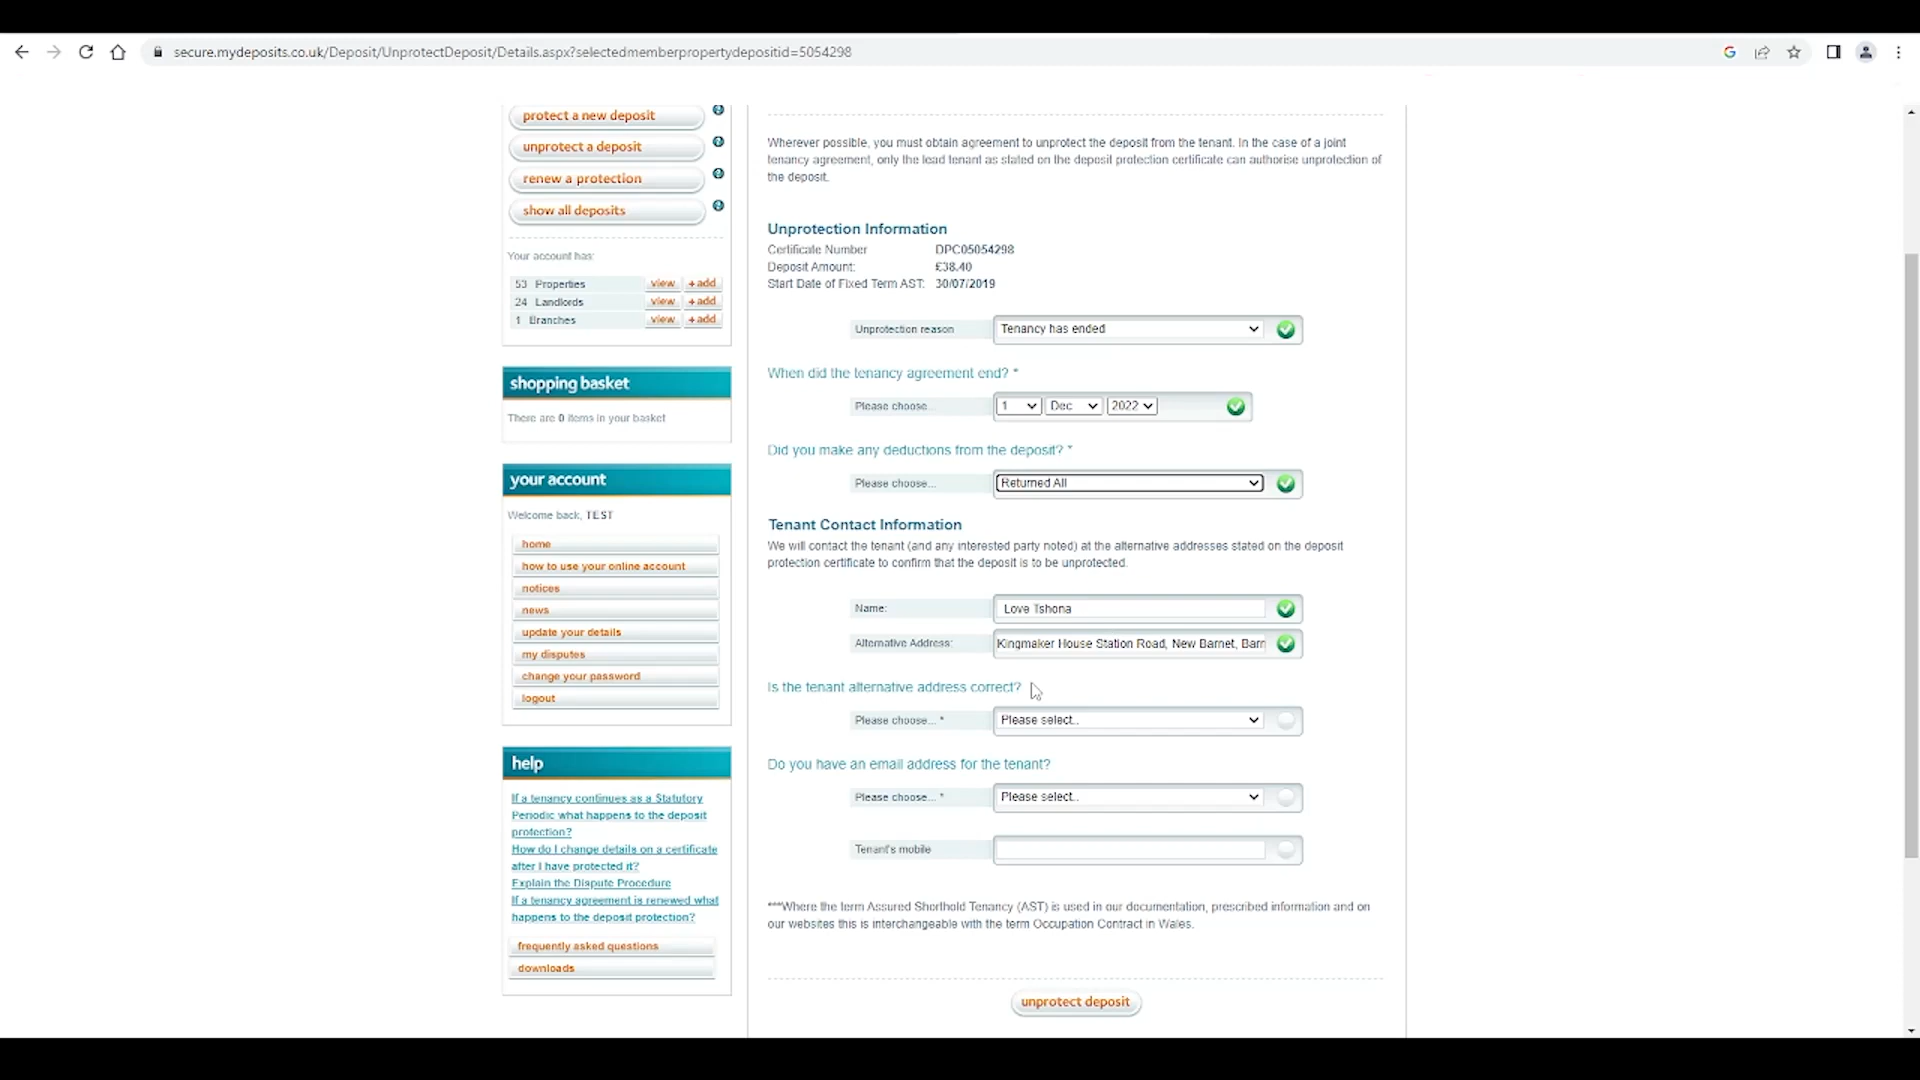 secure.mydeposits.co.uk/Deposit/UnprotectDeposit/Details.aspx?selectedmemberpropertydepositid=5054298
protect a new deposit
unprotect a deposit
renew a protection
show all deposits
Your account has:
53 Properties view +add
24 Landlords view +add
1 Branches view +add
shopping basket
There are 0 items in your basket
your account
Welcome back, TEST
home
how to use your online account
notices
news
update your details
my disputes
change your password
logout
help
If a tenancy continues as a Statutory
Periodic what happens to the deposit
protection?
How do I change details on a certificate
after I have protected it?
Explain the Dispute Procedure
If a tenancy agreement is renewed what
happens to the deposit protection?
frequently asked questions
downloads
Wherever possible, you must obtain agreement to unprotect the deposit from the tenant. In the case of a joint
tenancy agreement, only the lead tenant as stated on the deposit protection certificate can authorise unprotection of
the deposit.
Unprotection Information
Certificate Number DPC05054298
Deposit Amount: £38.40
Start Date of Fixed Term AST: 30/07/2019
Unprotection reason Tenancy has ended
When did the tenancy agreement end? *
Please choose... 1 Dec 2022
Did you make any deductions from the deposit? *
Please choose... Returned All
Tenant Contact Information
We will contact the tenant (and any interested party noted) at the alternative addresses stated on the deposit
protection certificate to confirm that the deposit is to be unprotected.
Name: Love Tshona
Alternative Address: Kingmaker House Station Road, New Barnet, Barn
Is the tenant alternative address correct?
Please choose... * Please select..
Do you have an email address for the tenant?
Please choose... * Please select..
Tenant's mobile
***Where the term Assured Shorthold Tenancy (AST) is used in our documentation, prescribed information and on
our websites this is interchangeable with the term Occupation Contract in Wales.
unprotect deposit